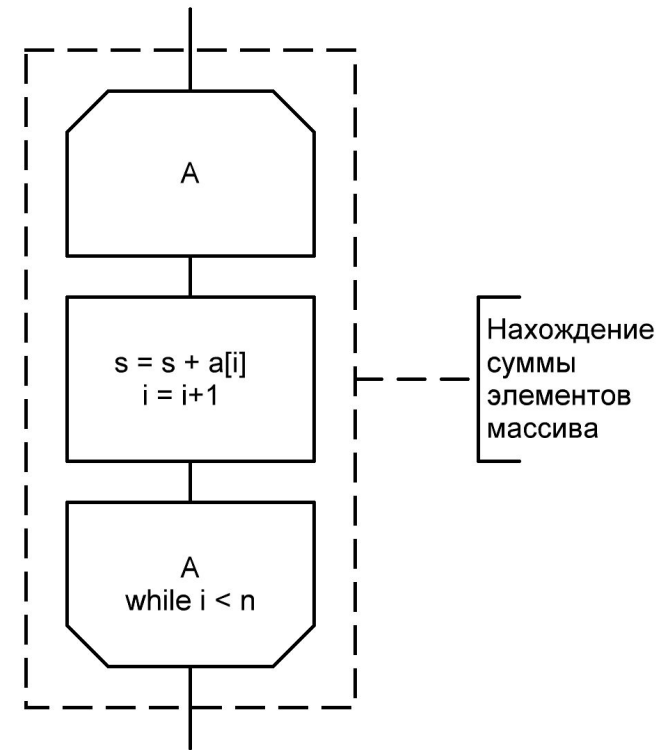 A
s = s + a[i]
i = i+1
A
while i < n
Нахождение
суммы
элементов
массива